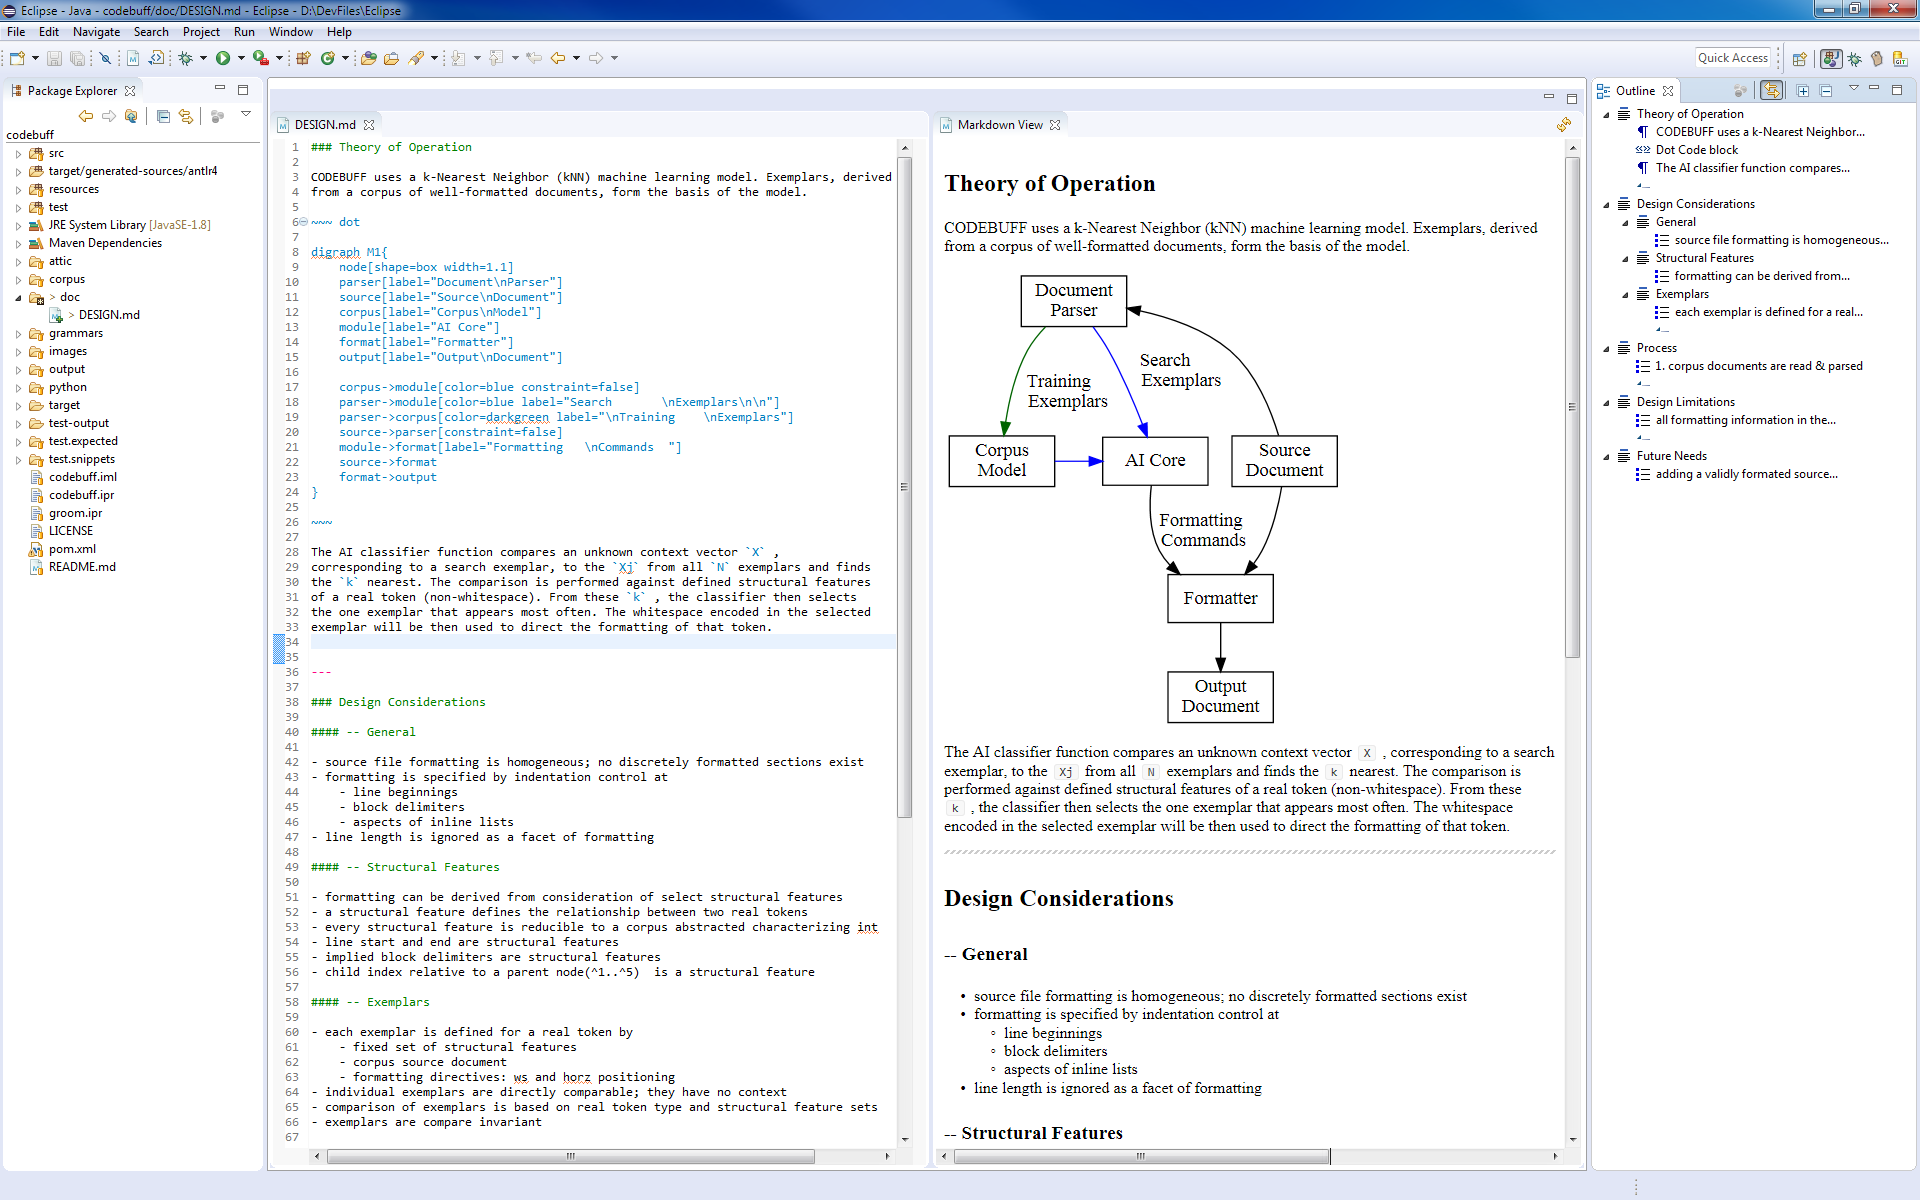 Eclipse - Java - codebuff/doc/DESIGN.md - Eclipse - D:\DevFiles\Eclipse
File Edit Navigate Search Project Run Window Help
Quick Access
Package Explorer
codebuff
src
target/generated-sources/antlr4
resources
test
JRE System Library [JavaSE-1.8]
Maven Dependencies
attic
corpus
> doc
> DESIGN.md
grammars
images
output
python
target
test-output
test.expected
test.snippets
codebuff.iml
codebuff.ipr
groom.ipr
LICENSE
pom.xml
README.md
DESIGN.md
1 ### Theory of Operation
2
3 CODEBUFF uses a k-Nearest Neighbor (kNN) machine learning model. Exemplars, derived
4 from a corpus of well-formatted documents, form the basis of the model.
5
6 ~~~ dot
7
8 digraph M1{
9     node[shape=box width=1.1]
10     parser[label="Document\nParser"]
11     source[label="Source\nDocument"]
12     corpus[label="Corpus\nModel"]
13     module[label="AI Core"]
14     format[label="Formatter"]
15     output[label="Output\nDocument"]
16
17     corpus->module[color=blue constraint=false]
18     parser->module[color=blue label="Search       \nExemplars\n\n"]
19     parser->corpus[color=darkgreen label="\nTraining    \nExemplars"]
20     source->parser[constraint=false]
21     module->format[label="Formatting   \nCommands  "]
22     source->format
23     format->output
24 }
25
26 ~~~
27
28 The AI classifier function compares an unknown context vector `X` ,
29 corresponding to a search exemplar, to the `Xj` from all `N` exemplars and finds
30 the `k` nearest. The comparison is performed against defined structural features
31 of a real token (non-whitespace). From these `k` , the classifier then selects
32 the one exemplar that appears most often. The whitespace encoded in the selected
33 exemplar will be then used to direct the formatting of that token.
34
35
36 ---
37
38 ### Design Considerations
39
40 #### -- General
41
42 - source file formatting is homogeneous; no discretely formatted sections exist
43 - formatting is specified by indentation control at
44     - line beginnings
45     - block delimiters
46     - aspects of inline lists
47 - line length is ignored as a facet of formatting
48
49 #### -- Structural Features
50
51 - formatting can be derived from consideration of select structural features
52 - a structural feature defines the relationship between two real tokens
53 - every structural feature is reducible to a corpus abstracted characterizing int
54 - line start and end are structural features
55 - implied block delimiters are structural features
56 - child index relative to a parent node(^1..^5)  is a structural feature
57
58 #### -- Exemplars
59
60 - each exemplar is defined for a real token by
61     - fixed set of structural features
62     - corpus source document
63     - formatting directives: ws and horz positioning
64 - individual exemplars are directly comparable; they have no context
65 - comparison of exemplars is based on real token type and structural feature sets
66 - exemplars are compare invariant
67
Markdown View
Theory of Operation
CODEBUFF uses a k-Nearest Neighbor (kNN) machine learning model. Exemplars, derived
from a corpus of well-formatted documents, form the basis of the model.
Document
Parser
Search
Exemplars
Training
Exemplars
Corpus
Model
AI Core
Source
Document
Formatting
Commands
Formatter
Output
Document
The AI classifier function compares an unknown context vector X , corresponding to a search
exemplar, to the Xj from all N exemplars and finds the k nearest. The comparison is
performed against defined structural features of a real token (non-whitespace). From these
k , the classifier then selects the one exemplar that appears most often. The whitespace
encoded in the selected exemplar will be then used to direct the formatting of that token.
Design Considerations
-- General
• source file formatting is homogeneous; no discretely formatted sections exist
• formatting is specified by indentation control at
◦ line beginnings
◦ block delimiters
◦ aspects of inline lists
• line length is ignored as a facet of formatting
-- Structural Features
Outline
Theory of Operation
CODEBUFF uses a k-Nearest Neighbor...
Dot Code block
The AI classifier function compares...
Design Considerations
General
source file formatting is homogeneous...
Structural Features
formatting can be derived from...
Exemplars
each exemplar is defined for a real...
Process
1. corpus documents are read & parsed
Design Limitations
all formatting information in the...
Future Needs
adding a validly formated source...